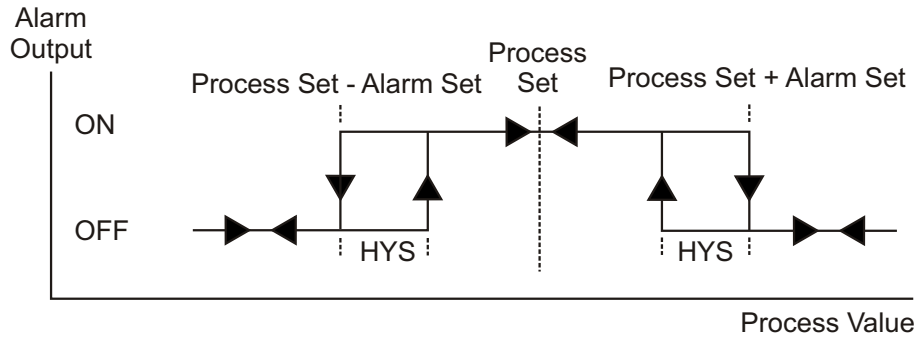 Alarm
Output
Process
Set
Process Set - Alarm Set
Process Set + Alarm Set
ON
OFF
HYS
HYS
Process Value